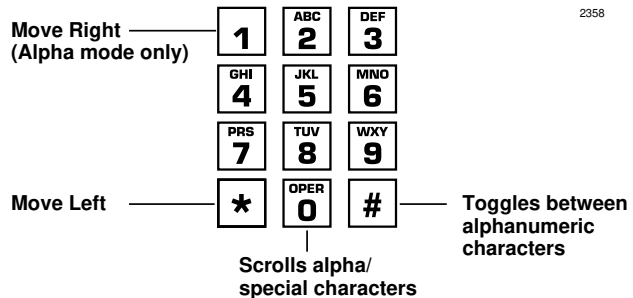 2358
Move Right
(Alpha mode only)
1
ABC
2
DEF
3
GHI
4
JKL
5
MNO
6
PRS
7
TUV
8
WXY
9
Move Left
*
OPER
0
#
Toggles between
alphanumeric
characters
Scrolls alpha/
special characters